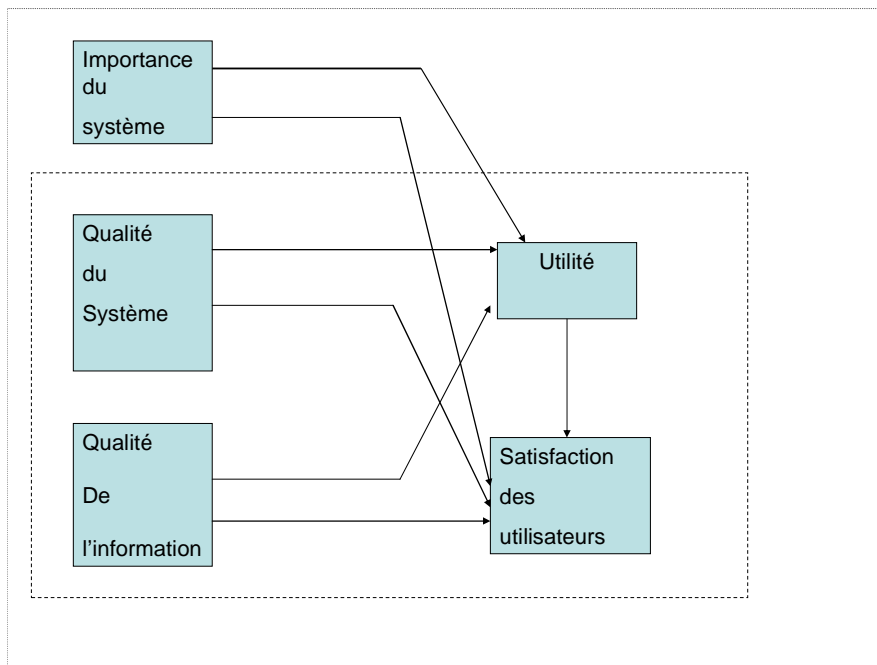 Importance
du
système
Qualité
du
Système
Utilité
Qualité
De
l’information
Satisfaction
des
utilisateurs